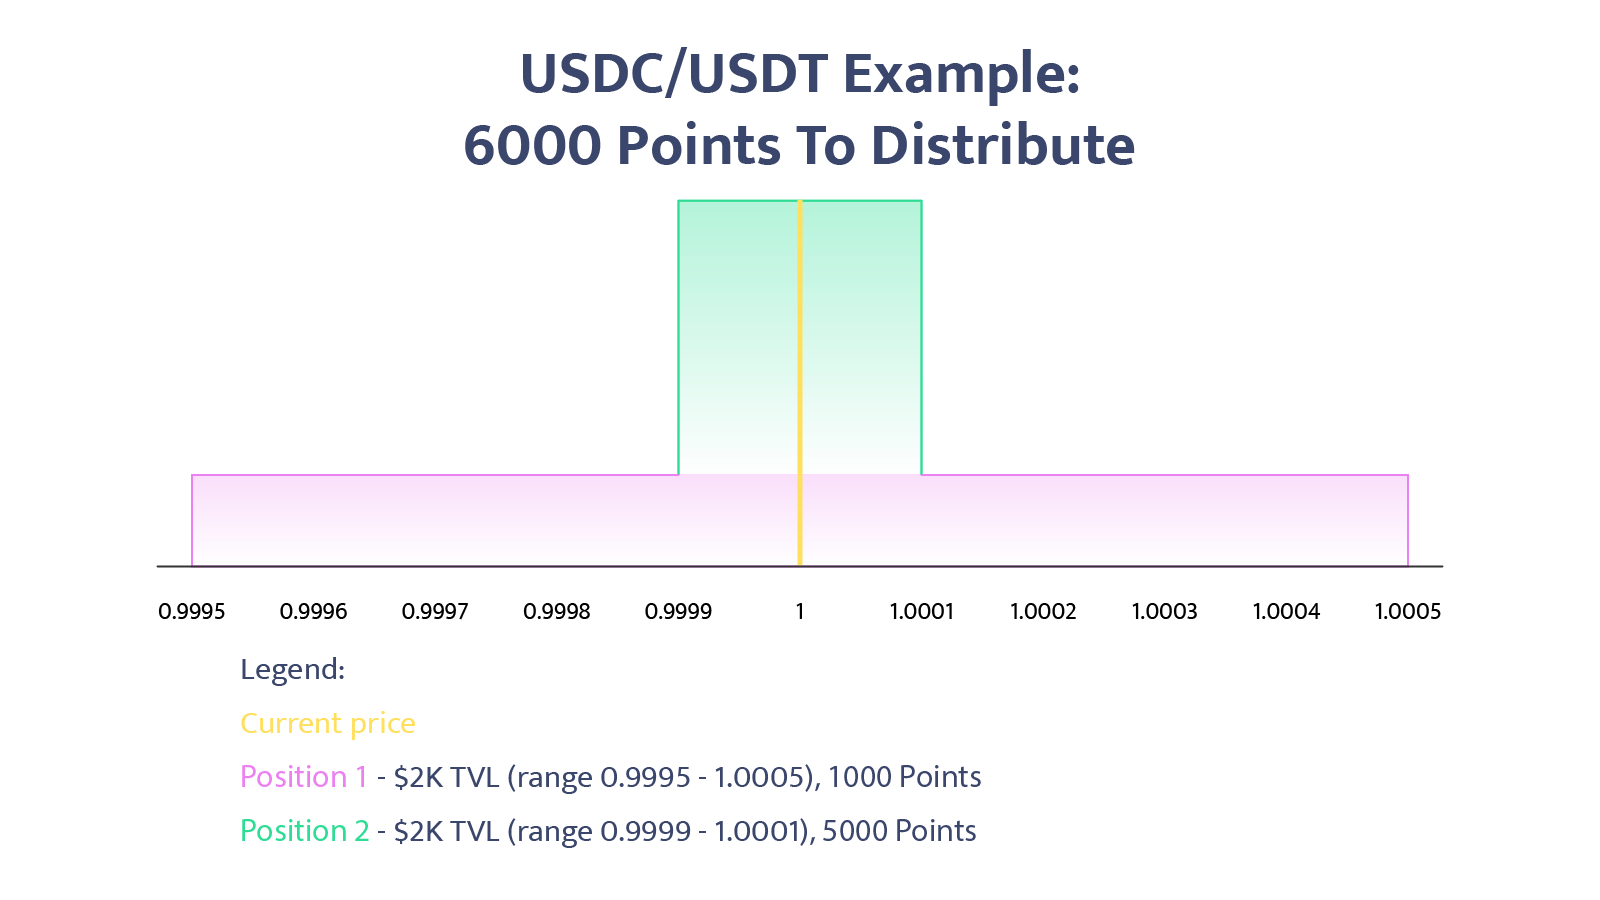 USDC/USDT Example:
6000 Points To Distribute
0.9995 0.9996 0.9997 0.9998 0.9999 1 1.0001 1.0002 1.0003 1.0004 1.0005
Legend:
Current price
Position 1 - $2K TVL (range 0.9995 - 1.0005), 1000 Points
Position 2 - $2K TVL (range 0.9999 - 1.0001), 5000 Points